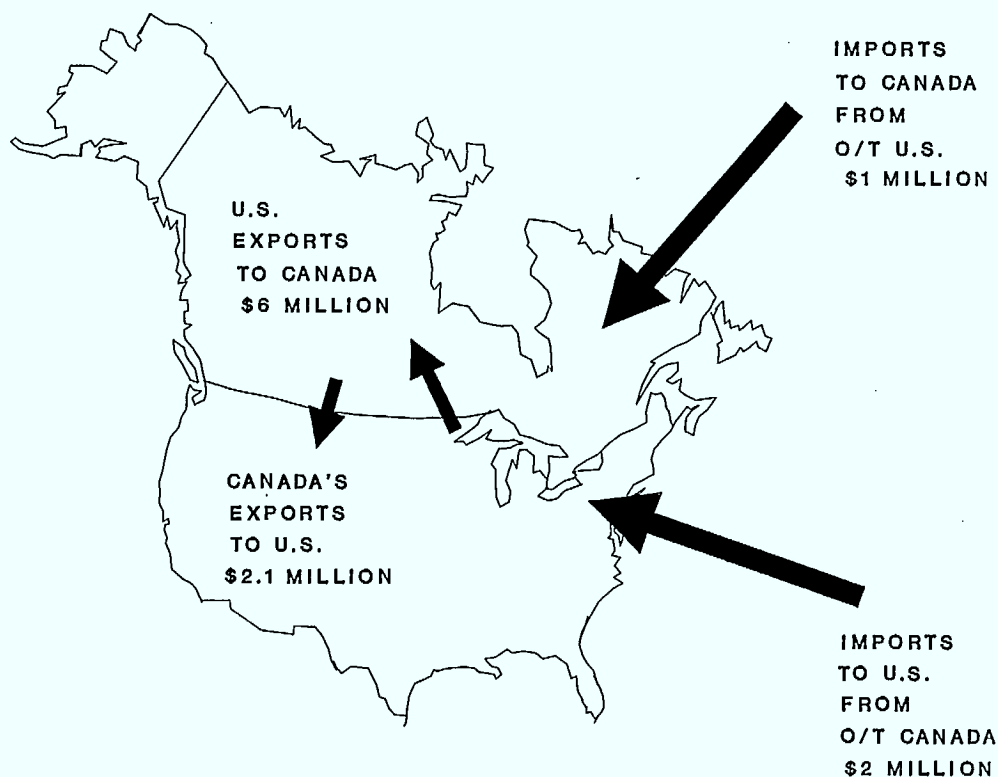 IMPORTS
TO CANADA
FROM
O/T U.S.
$1 MILLION
U.S.
EXPORTS
TO CANADA
$6 MILLION
CANADA'S
EXPORTS
TO U.S.
$2.1 MILLION
IMPORTS
TO U.S.
FROM
O/T CANADA
$2 MILLION